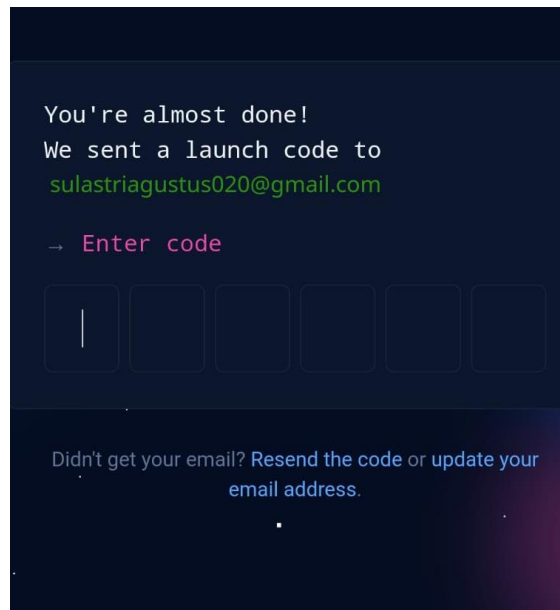 You're almost done!
We sent a launch code to
sulastriagustus020@gmail.com
→ Enter code
Didn't get your email? Resend the code or update your
email address.